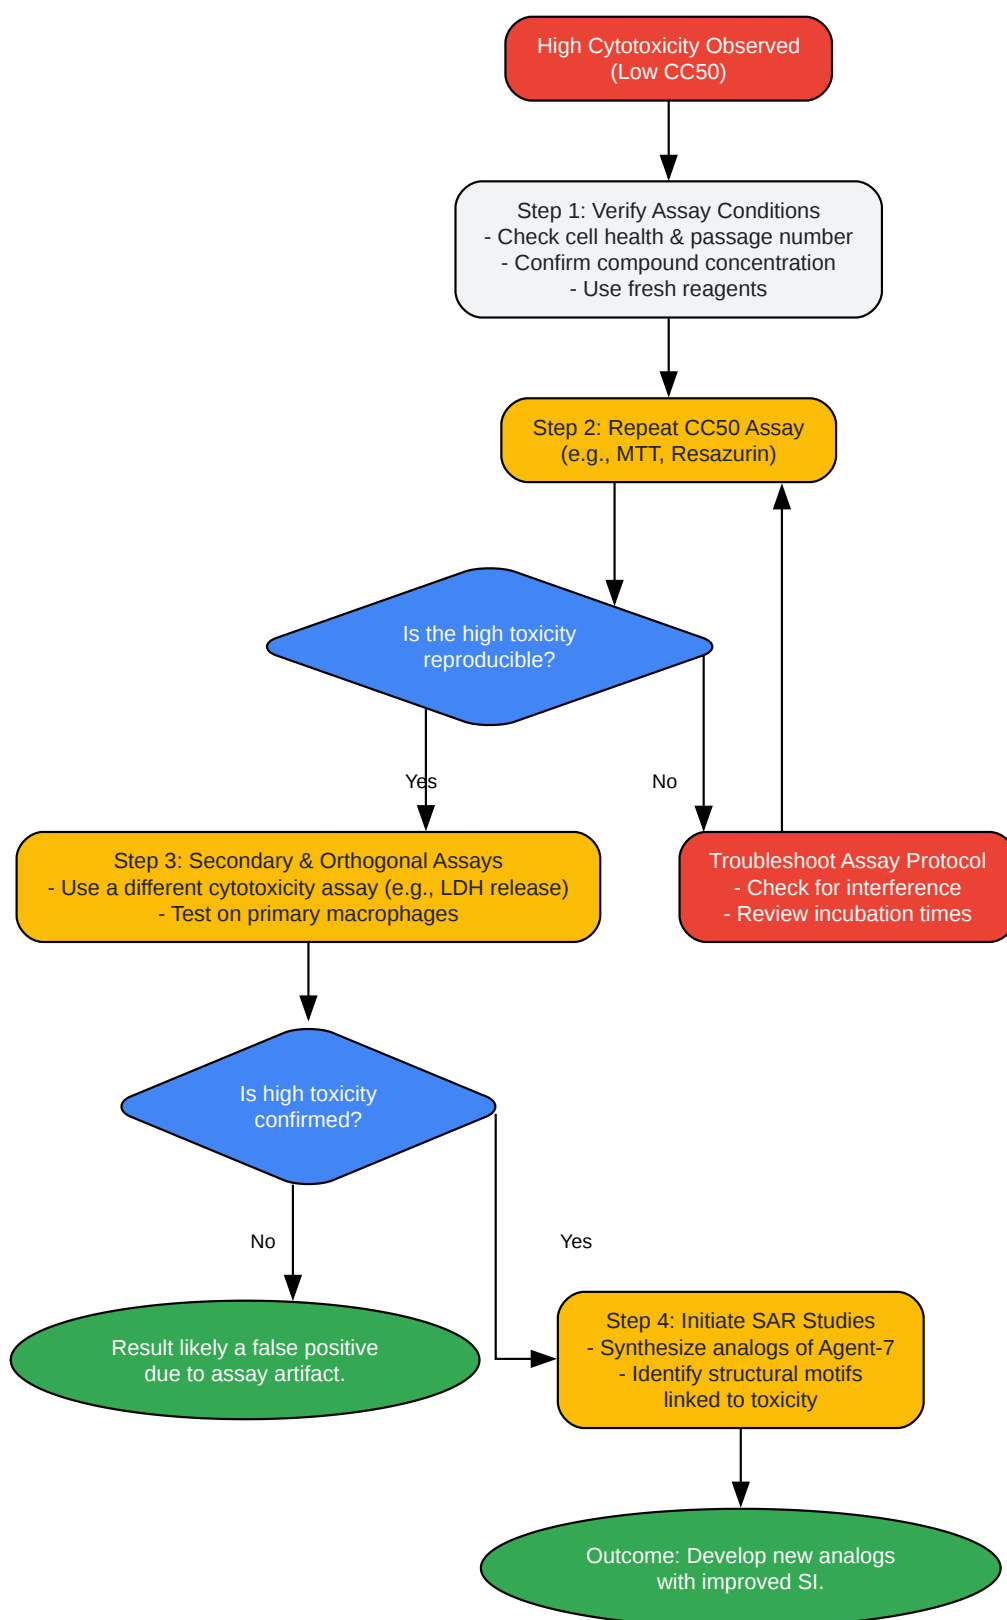 High Cytotoxicity Observed
(Low CC50)
Step 1: Verify Assay Conditions
- Check cell health & passage number
- Confirm compound concentration
- Use fresh reagents
Step 2: Repeat CC50 Assay
(e.g., MTT, Resazurin)
Is the high toxicity
reproducible?
Yes
No
Step 3: Secondary & Orthogonal Assays
- Use a different cytotoxicity assay (e.g., LDH release)
- Test on primary macrophages
Troubleshoot Assay Protocol
- Check for interference
- Review incubation times
Is high toxicity
confirmed?
No
Yes
Result likely a false positive
due to assay artifact.
Step 4: Initiate SAR Studies
- Synthesize analogs of Agent-7
- Identify structural motifs
linked to toxicity
Outcome: Develop new analogs
with improved SI.